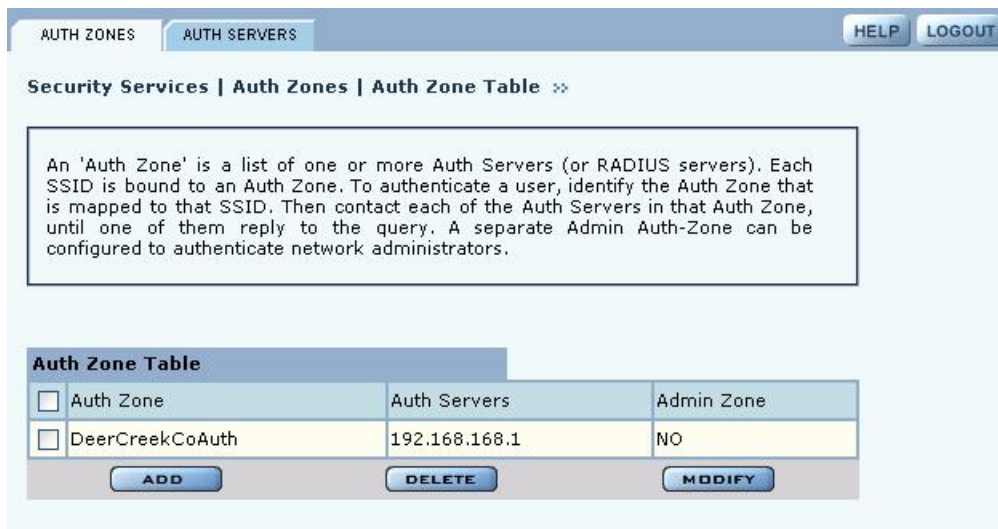 AUTH ZONES AUTH SERVERS HELP LOGOUT
Security Services | Auth Zones | Auth Zone Table »
An 'Auth Zone' is a list of one or more Auth Servers (or RADIUS servers). Each
SSID is bound to an Auth Zone. To authenticate a user, identify the Auth Zone that
is mapped to that SSID. Then contact each of the Auth Servers in that Auth Zone,
until one of them reply to the query. A separate Admin Auth-Zone can be
configured to authenticate network administrators.
Auth Zone Table
Auth Zone Auth Servers Admin Zone
DeerCreekCoAuth 192.168.168.1 NO
ADD DELETE MODIFY